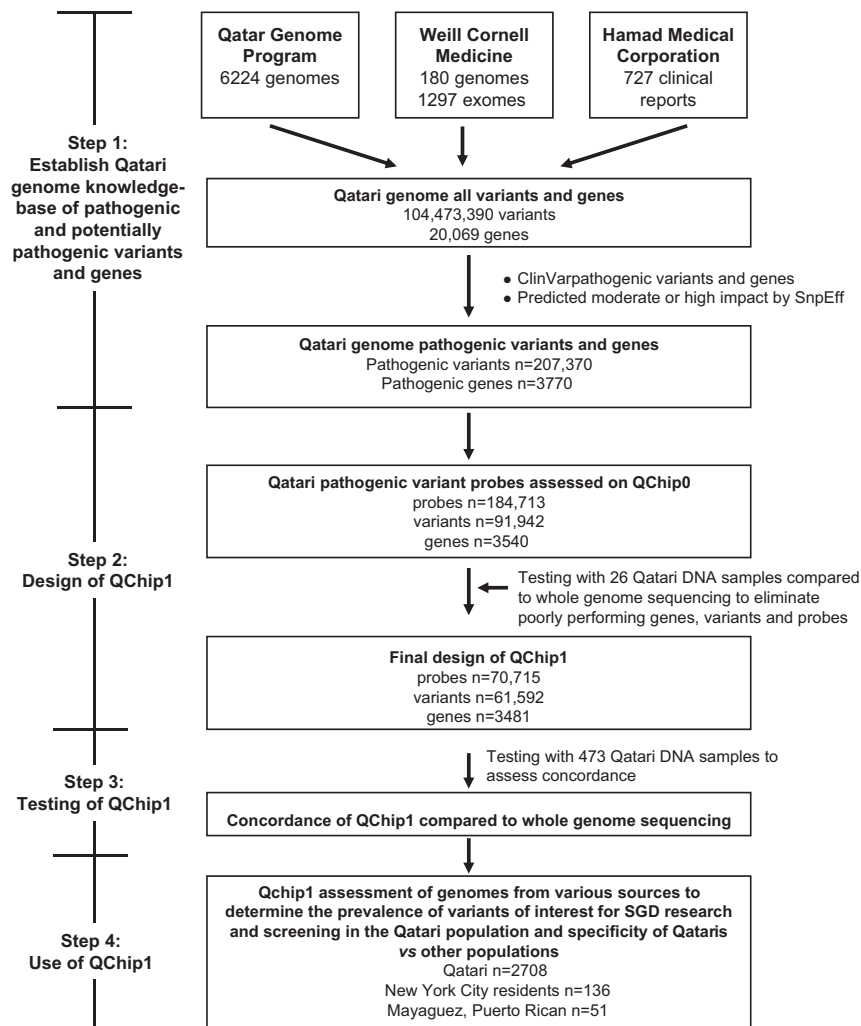 Qatar Genome
Program
6224 genomes
Weill Cornell
Medicine
180 genomes
1297 exomes
Hamad Medical
Corporation
727 clinical
reports
Step 1:
Establish Qatari
genome knowledge-
base of pathogenic
and potentially
pathogenic variants
and genes
Qatari genome all variants and genes
104,473,390 variants
20,069 genes
● ClinVarpathogenic variants and genes
● Predicted moderate or high impact by SnpEff
Qatari genome pathogenic variants and genes
Pathogenic variants n=207,370
Pathogenic genes n=3770
Step 2:
Design of QChip1
Qatari pathogenic variant probes assessed on QChip0
probes n=184,713
variants n=91,942
genes n=3540
Testing with 26 Qatari DNA samples compared
to whole genome sequencing to eliminate
poorly performing genes, variants and probes
Final design of QChip1
probes n=70,715
variants n=61,592
genes n=3481
Step 3:
Testing of QChip1
Testing with 473 Qatari DNA samples to
assess concordance
Concordance of QChip1 compared to whole genome sequencing
Step 4:
Use of QChip1
Qchip1 assessment of genomes from various sources to
determine the prevalence of variants of interest for SGD research
and screening in the Qatari population and specificity of Qataris
vs other populations
Qatari n=2708
New York City residents n=136
Mayaguez, Puerto Rican n=51